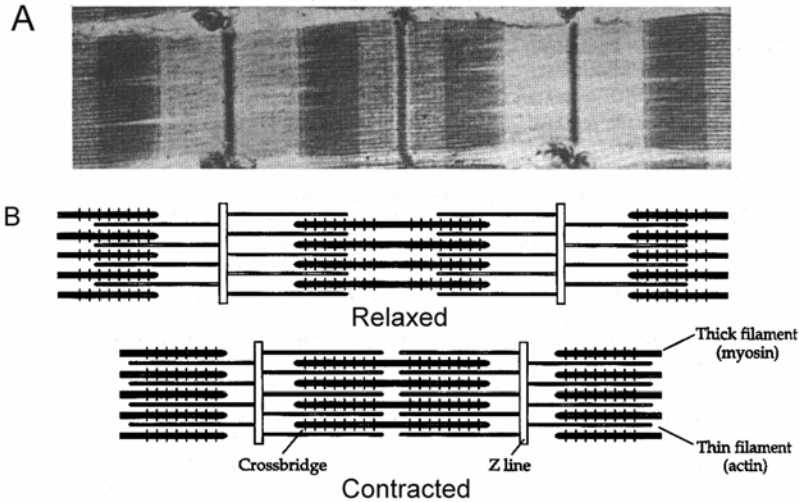 A
B
Relaxed
Thick filament
(myosin)
Crossbridge
Z line
Thin filament
(actin)
Contracted